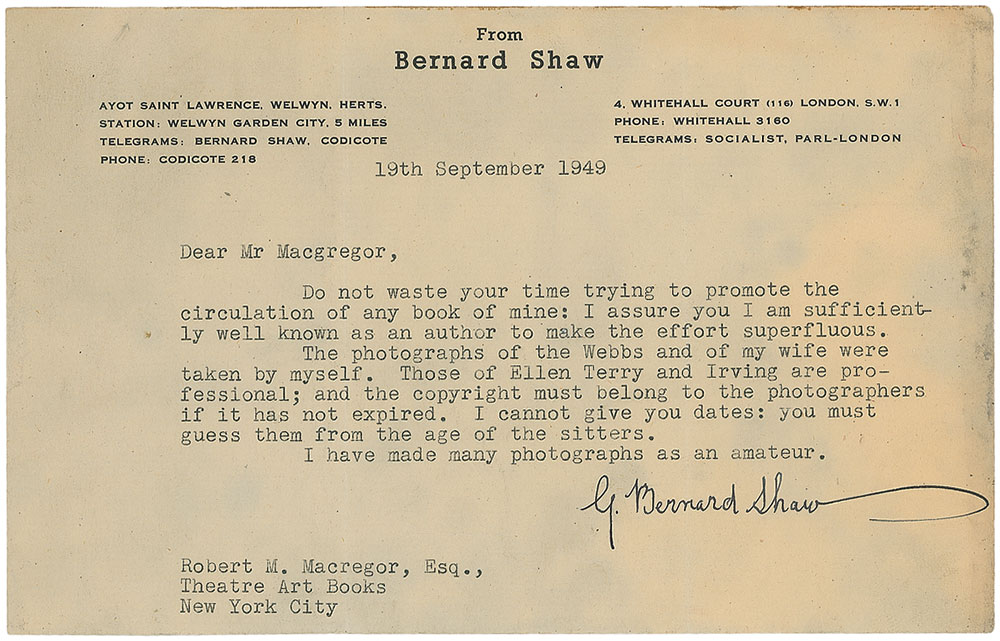 From
Bernard Shaw
AYOT SAINT LAWRENCE, WELWYN, HERTS.
STATION: WELWYN GARDEN CITY, 5 MILES
TELEGRAMS: BERNARD SHAW, CODICOTE
PHONE: CODICOTE 218
4, WHITEHALL COURT (116) LONDON, S.W.1
PHONE: WHITEHALL 3160
TELEGRAMS: SOCIALIST, PARL-LONDON
19th September 1949
Dear Mr Macgregor,
Do not waste your time trying to promote the
circulation of any book of mine: I assure you I am sufficient-
ly well known as an author to make the effort superfluous.
The photographs of the Webbs and of my wife were
taken by myself. Those of Ellen Terry and Irving are pro-
fessional; and the copyright must belong to the photographers
if it has not expired. I cannot give you dates: you must
guess them from the age of the sitters.
I have made many photographs as an amateur.
G. Bernard Shaw
Robert M. Macregor, Esq.,
Theatre Art Books
New York City